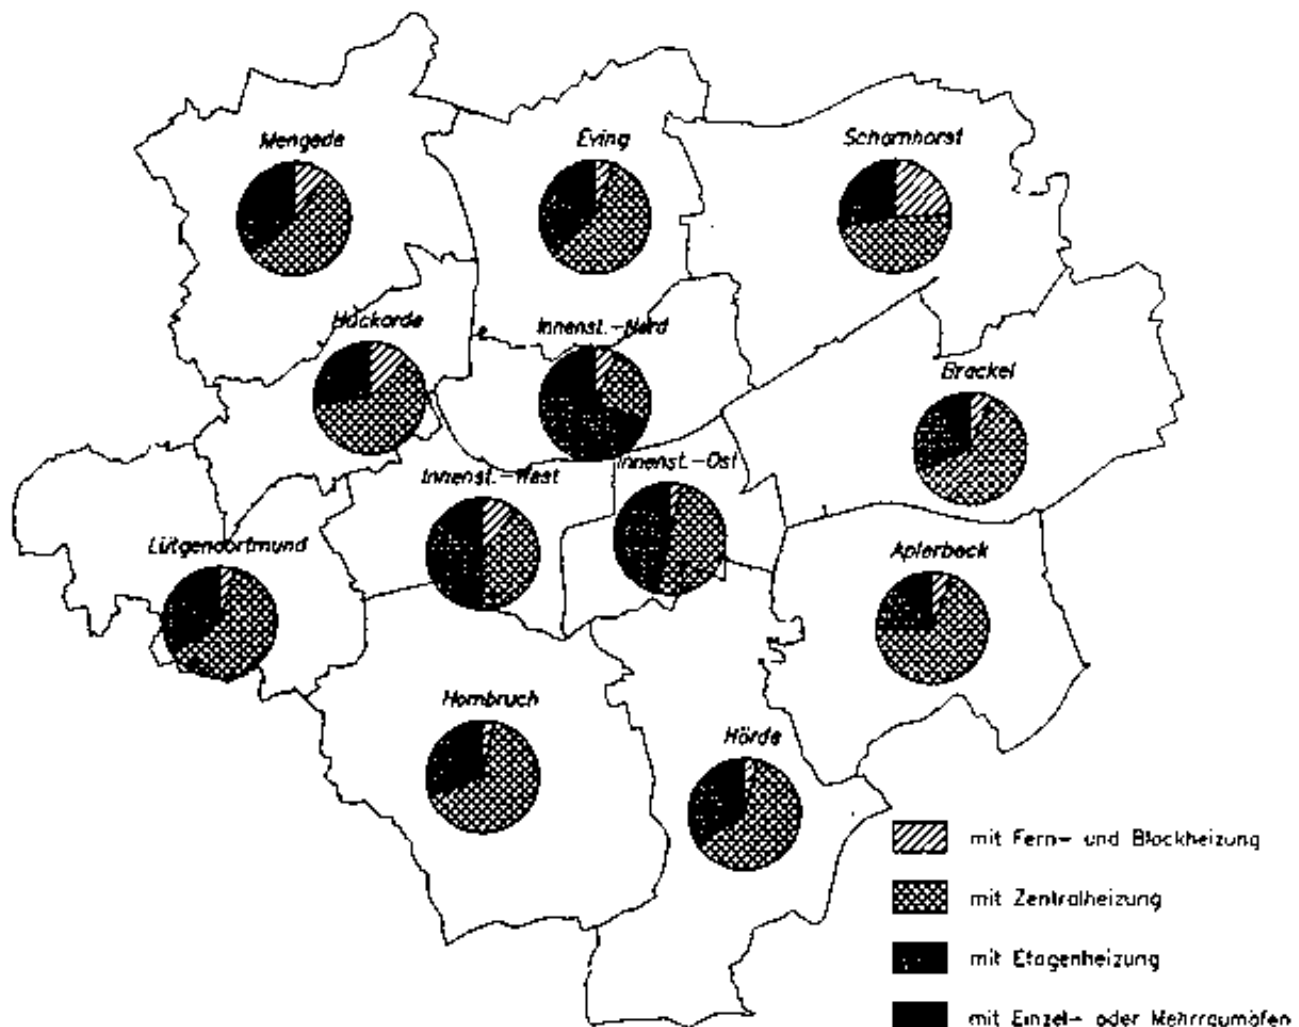 Mengede
Eving
Scharnhorst
Huckarde
Innenst.-Nord
Brackel
Innenst.-West
Innenst.-Ost
Lütgendortmund
Aplerbeck
Hombruch
Hörde
mit Fern- und Blockheizung
mit Zentralheizung
mit Etagenheizung
mit Einzel- oder Mehrraumöfen